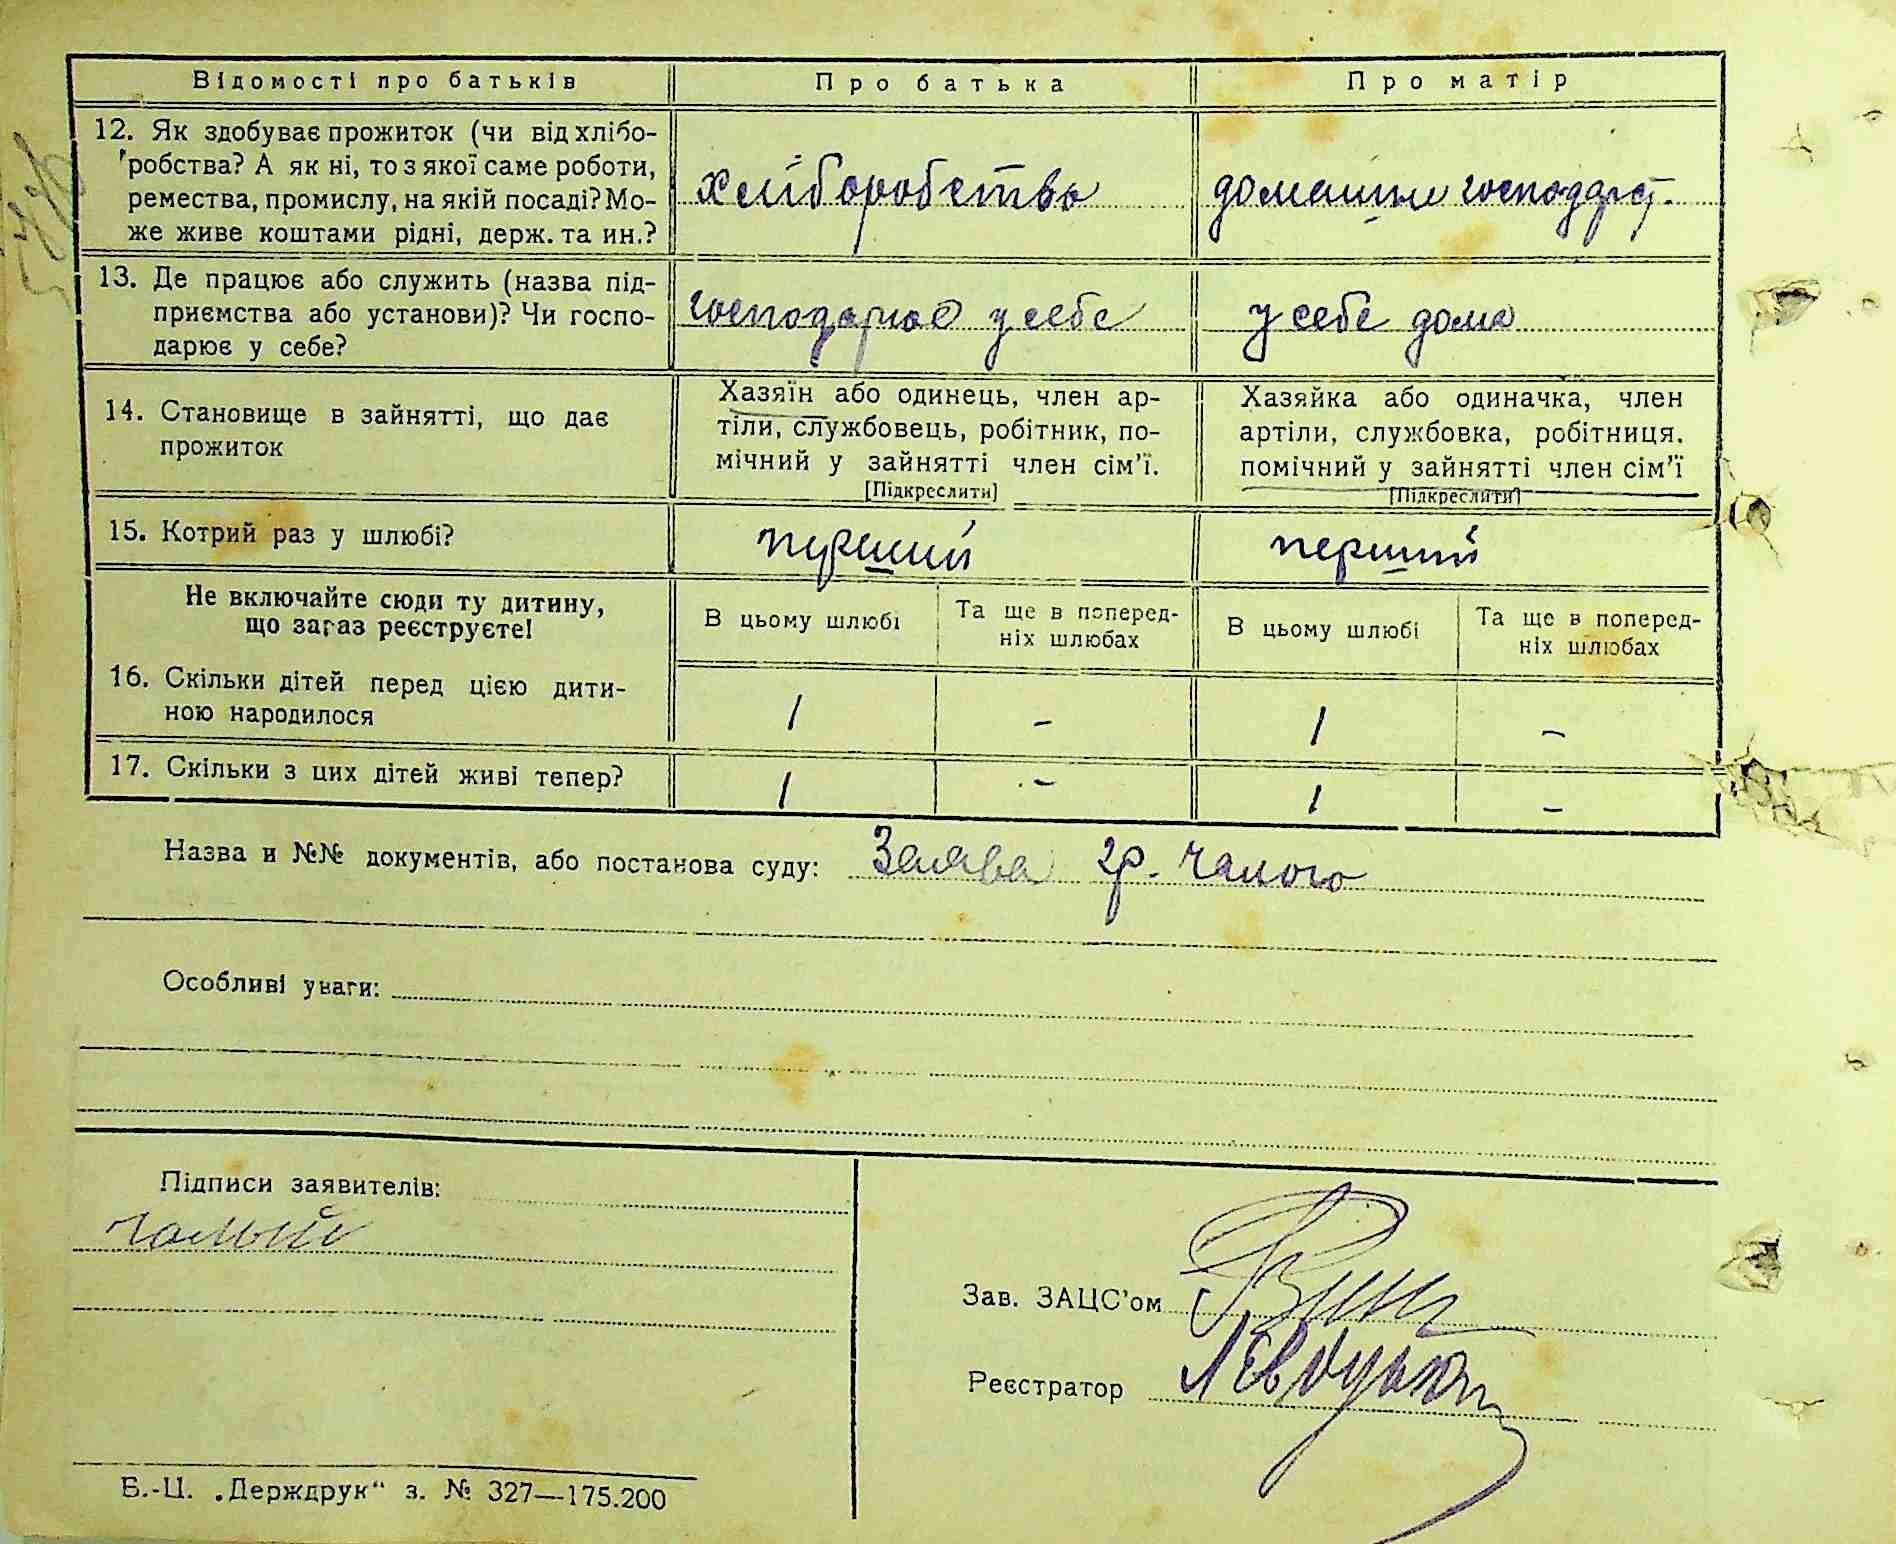 Відомості про батьків Про батька Про матір
12. Як здобуває прожиток (чи від хлібо-
робства? А як ні, то з якої саме роботи,
ремества, промислу, на якій посаді? Мо-
же живе коштами рідні, держ. та ин.?
хліборобство
домашнє господарст.
13. Де працює або служить (назва під-
приємства або установи)? Чи госпо-
дарює у себе?
господарює у себе
у себе дома
14. Становище в зайнятті, що дає
прожиток
Хазяїн або одинець, член ар-
тіли, службовець, робітник, по-
мічний у зайнятті член сім'ї.
[Підкреслити]
Хазяйка або одиначка, член
артіли, службовка, робітниця.
помічний у зайнятті член сім'ї
[Підкреслити]
15. Котрий раз у шлюбі?
перший
перший
Не включайте сюди ту дитину,
що зараз реєструєте!
В цьому шлюбі
Та ще в поперед-
ніх шлюбах
В цьому шлюбі
Та ще в поперед-
ніх шлюбах
16. Скільки дітей перед цією дити-
ною народилося
1 - 1 -
17. Скільки з цих дітей живі тепер?
1 - 1 -
Назва и №№ документів, або постанова суду: Заява гр. Чалого
Особливі уваги:
Підписи заявителів:
Чалый
Зав. ЗАЦС'ом
Реєстратор
Б.-Ц. „Держдрук" з. № 327—175.200